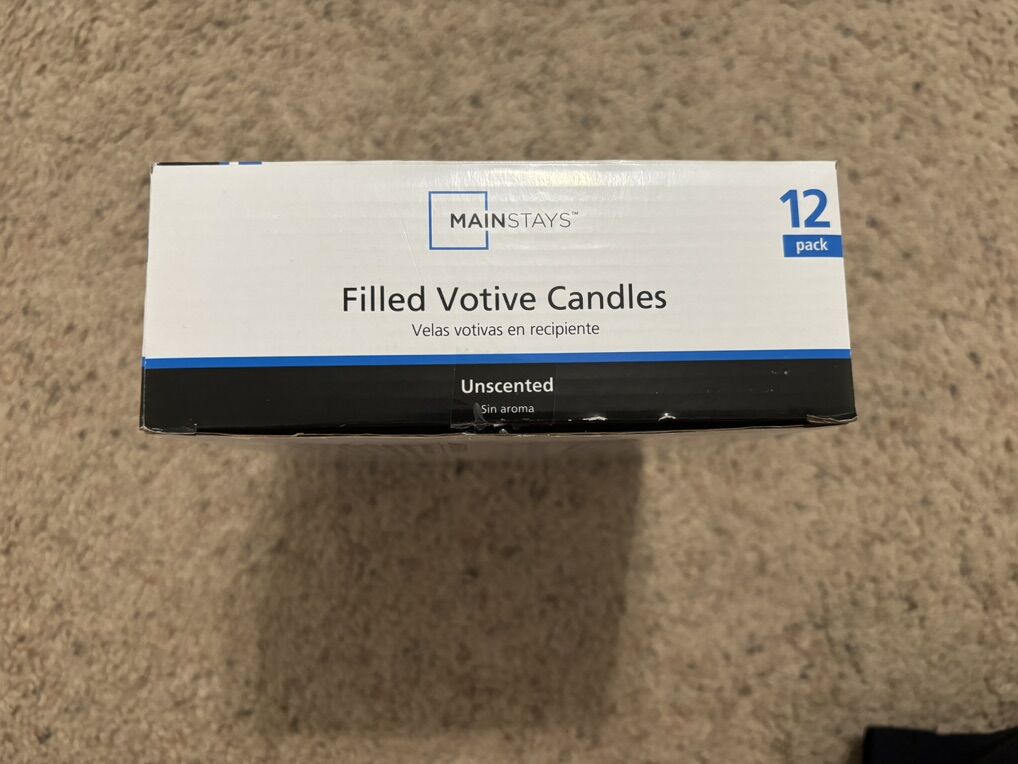 MAINSTAYS™
12
pack
Filled Votive Candles
Velas votivas en recipiente
Unscented
Sin aroma